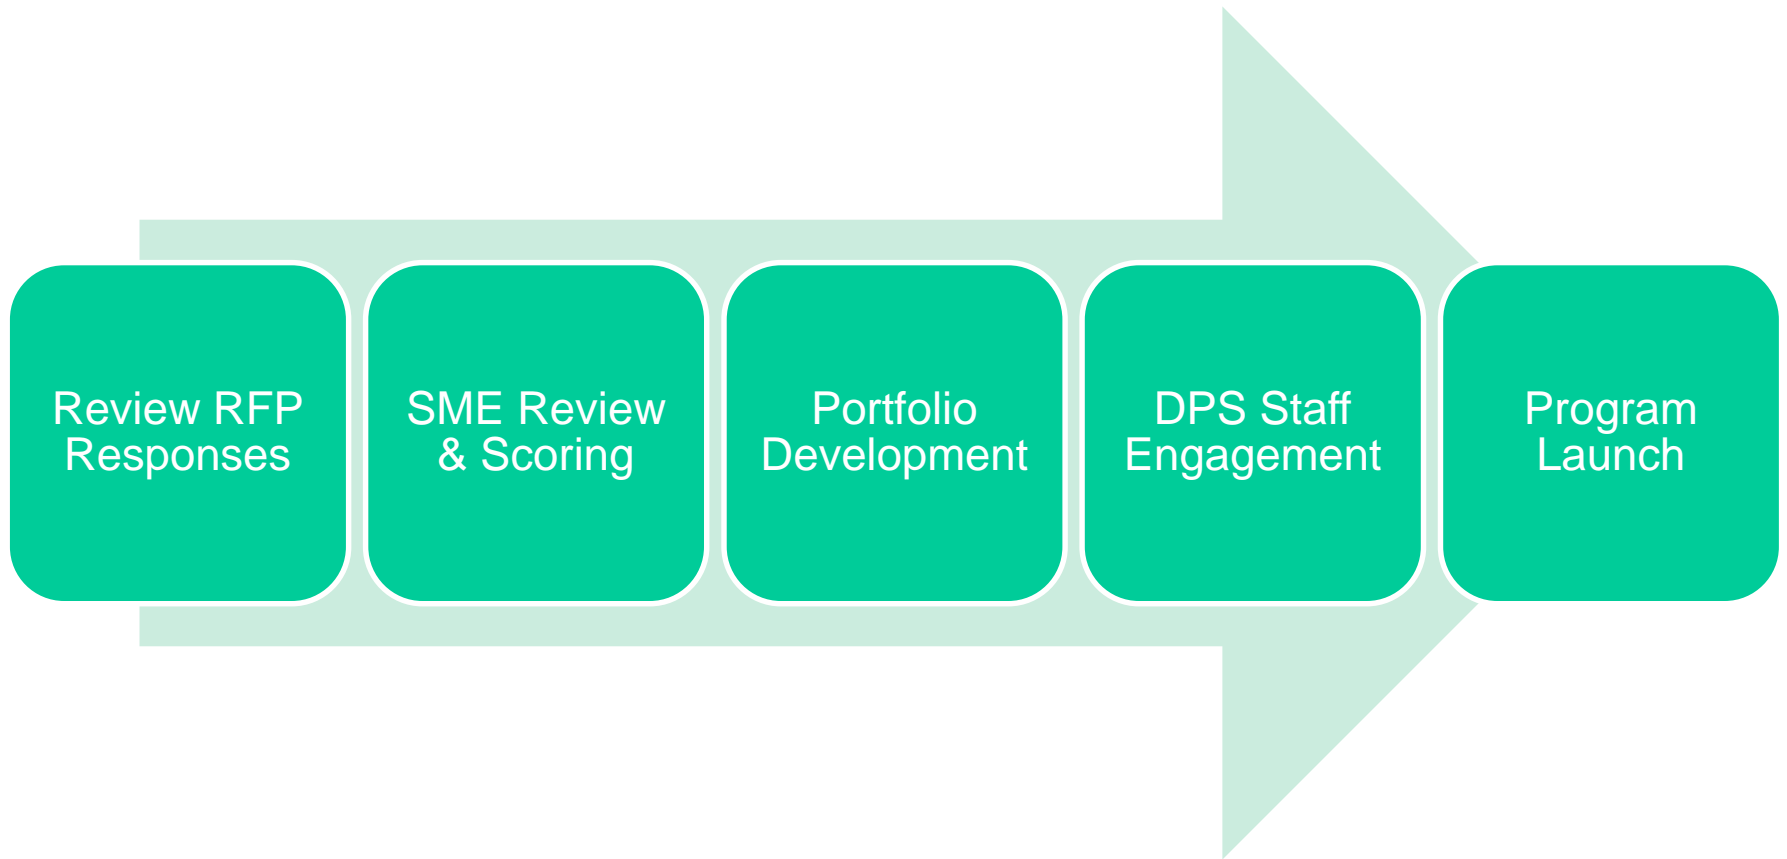 Review RFP
Responses
SME Review
& Scoring
Portfolio
Development
DPS Staff
Engagement
Program
Launch